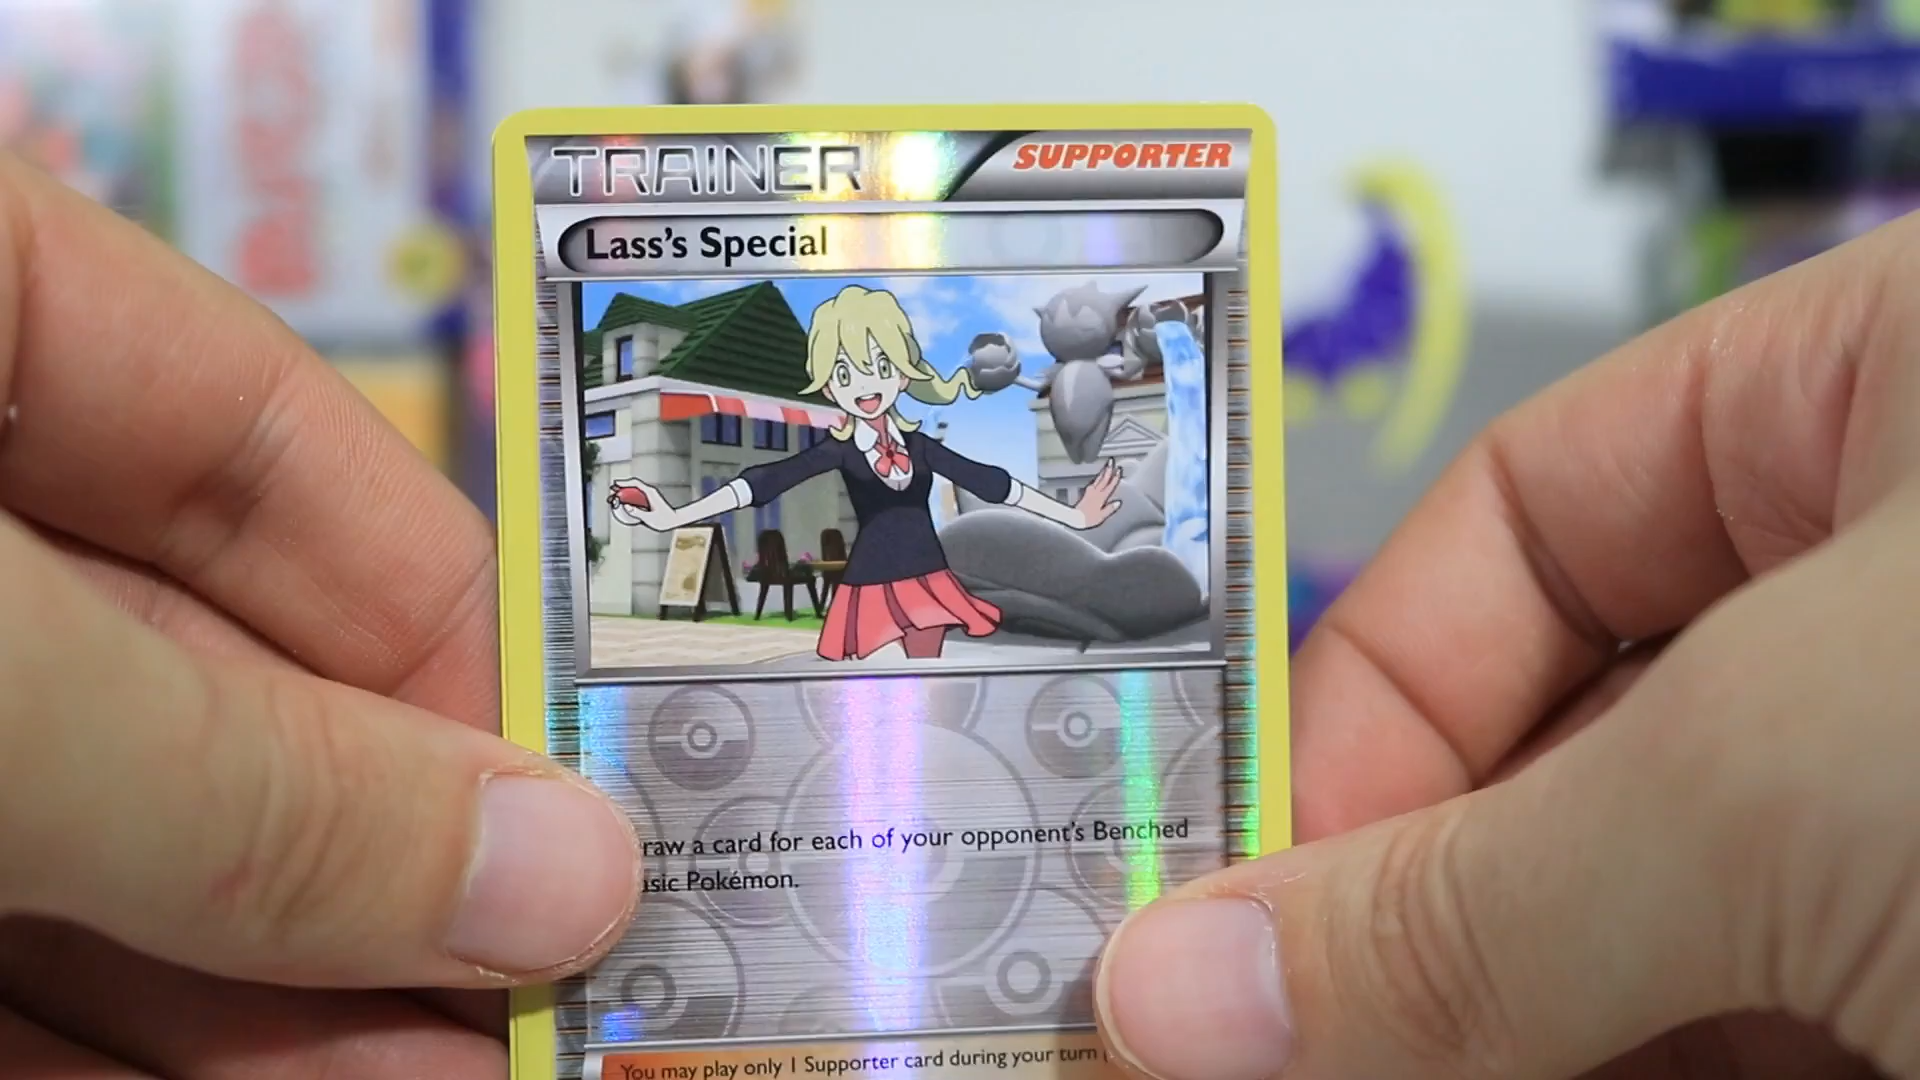 TRAINER SUPPORTER
Lass's Special
raw a card for each of your opponent's Benched
asic Pokémon.
You may play only 1 Supporter card during your turn